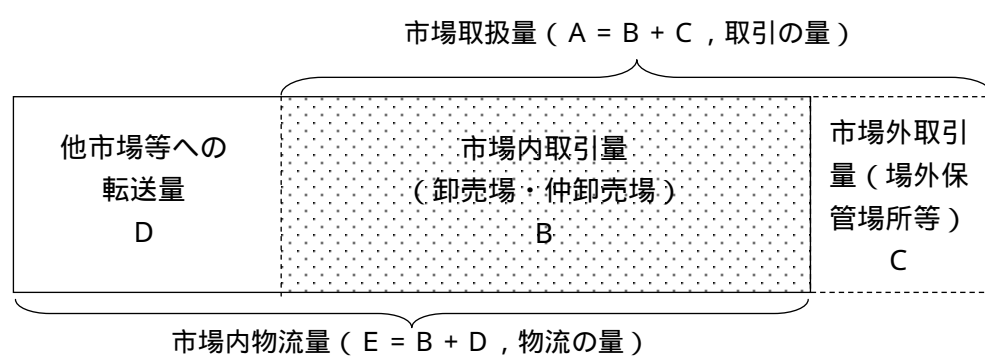 市場取扱量(A=B+C,取引の量)
他市場等への
転送量
D
市場内取引量
(卸売場・仲卸売場)
B
市場外取引
量(場外保
管場所等)
C
市場内物流量(E=B+D,物流の量)